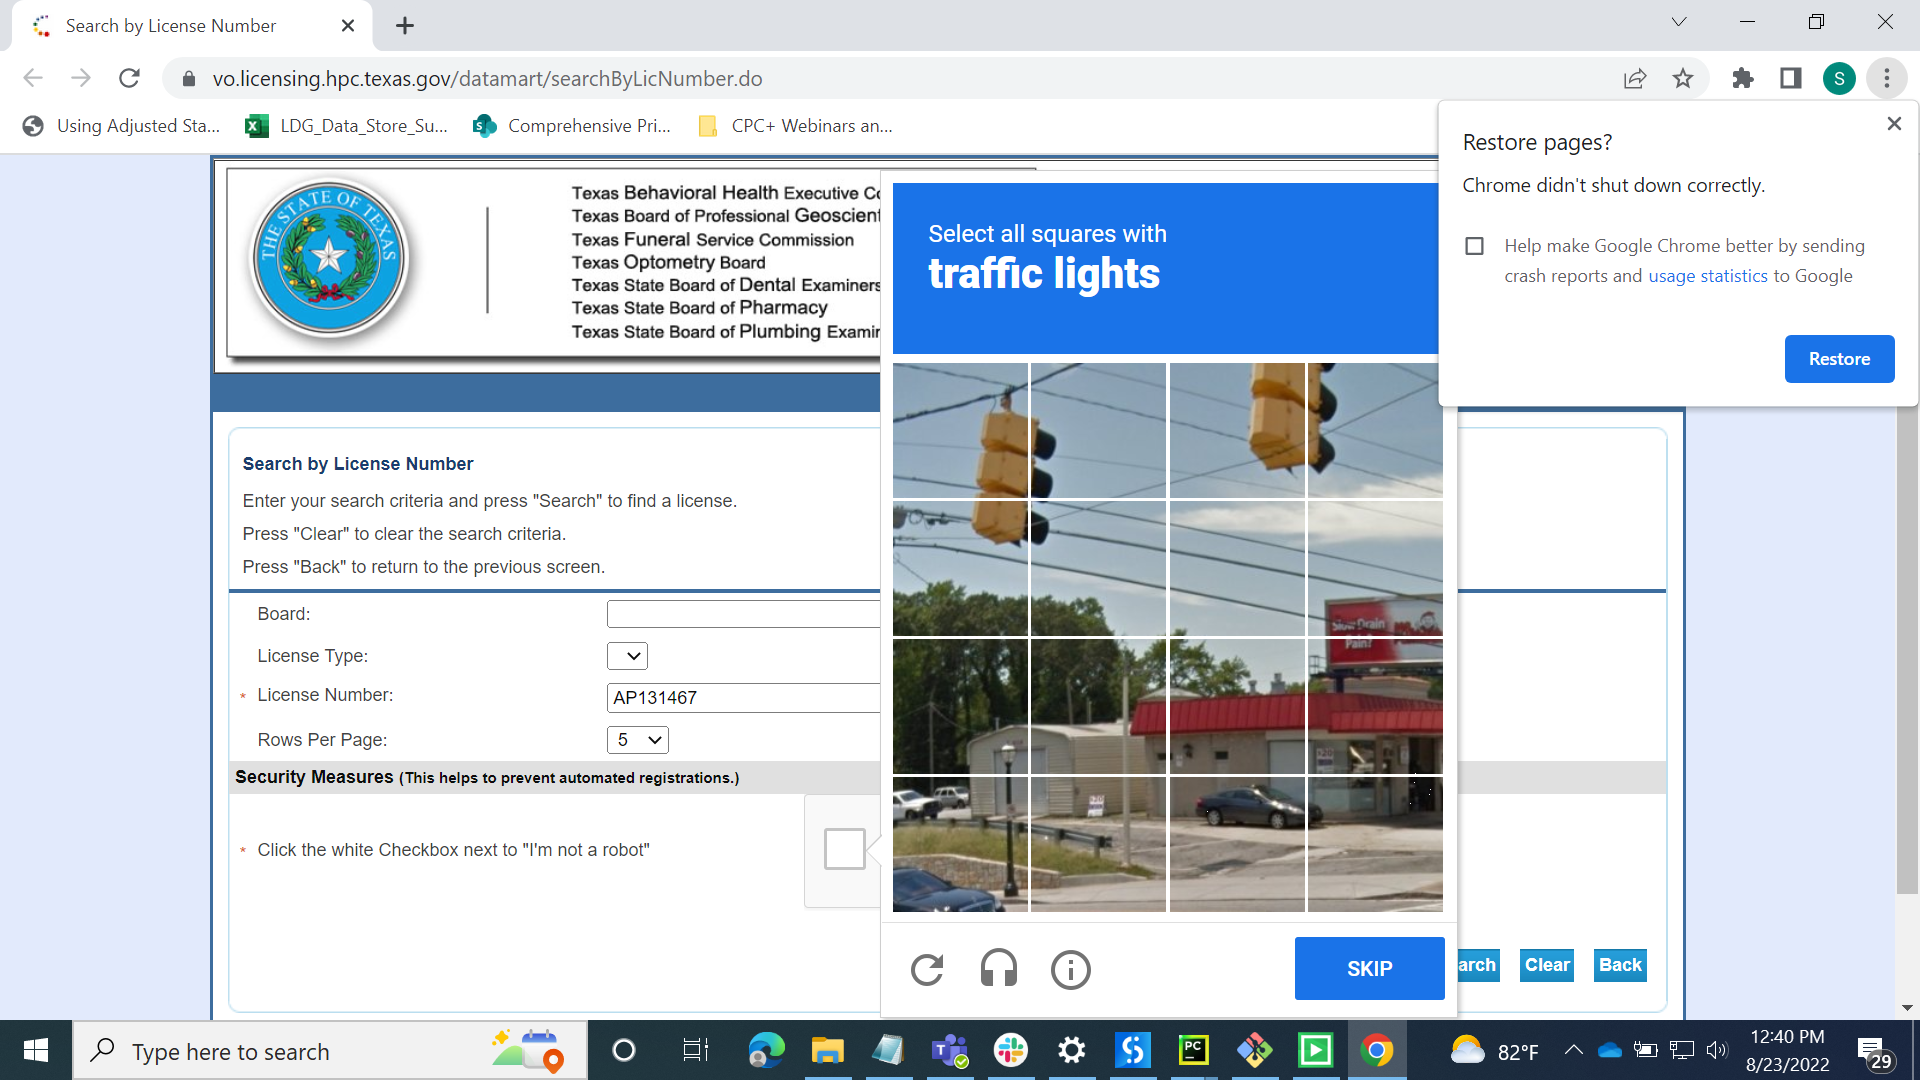 Search by License Number
vo.licensing.hpc.texas.gov/datamart/searchByLicNumber.do
S
Using Adjusted Sta...
LDG_Data_Store_Su...
Comprehensive Pri...
CPC+ Webinars an...
Restore pages?
Chrome didn't shut down correctly.
Help make Google Chrome better by sending
crash reports and usage statistics to Google
Restore
THE STATE OF TEXAS
Texas Behavioral Health Executive Co
Texas Board of Professional Geoscient
Texas Funeral Service Commission
Texas Optometry Board
Texas State Board of Dental Examiners
Texas State Board of Pharmacy
Texas State Board of Plumbing Examin
Select all squares with
traffic lights
Slow Drain
Pain?
Search by License Number
Enter your search criteria and press "Search" to find a license.
Press "Clear" to clear the search criteria.
Press "Back" to return to the previous screen.
Board:
License Type:
* License Number:
AP131467
Rows Per Page:
5
Security Measures (This helps to prevent automated registrations.)
* Click the white Checkbox next to "I'm not a robot"
SKIP
arch
Clear
Back
Type here to search
PC
82°F
12:40 PM
8/23/2022
29